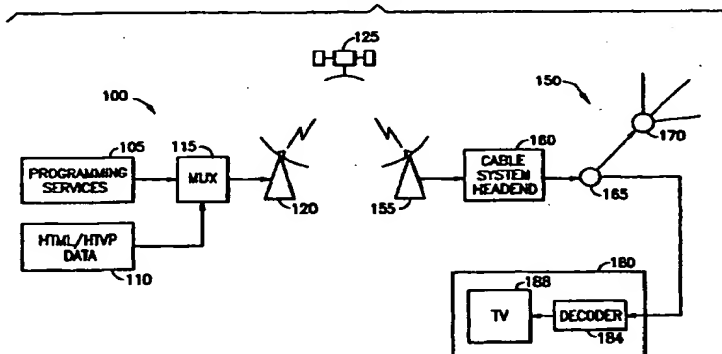 125
100
150
105
115
160
170
PROGRAMMING
SERVICES
MUX
CABLE
SYSTEM
HEADEND
120
155
165
HTML/HTVP
DATA
110
180
188
TV
DECODER
184